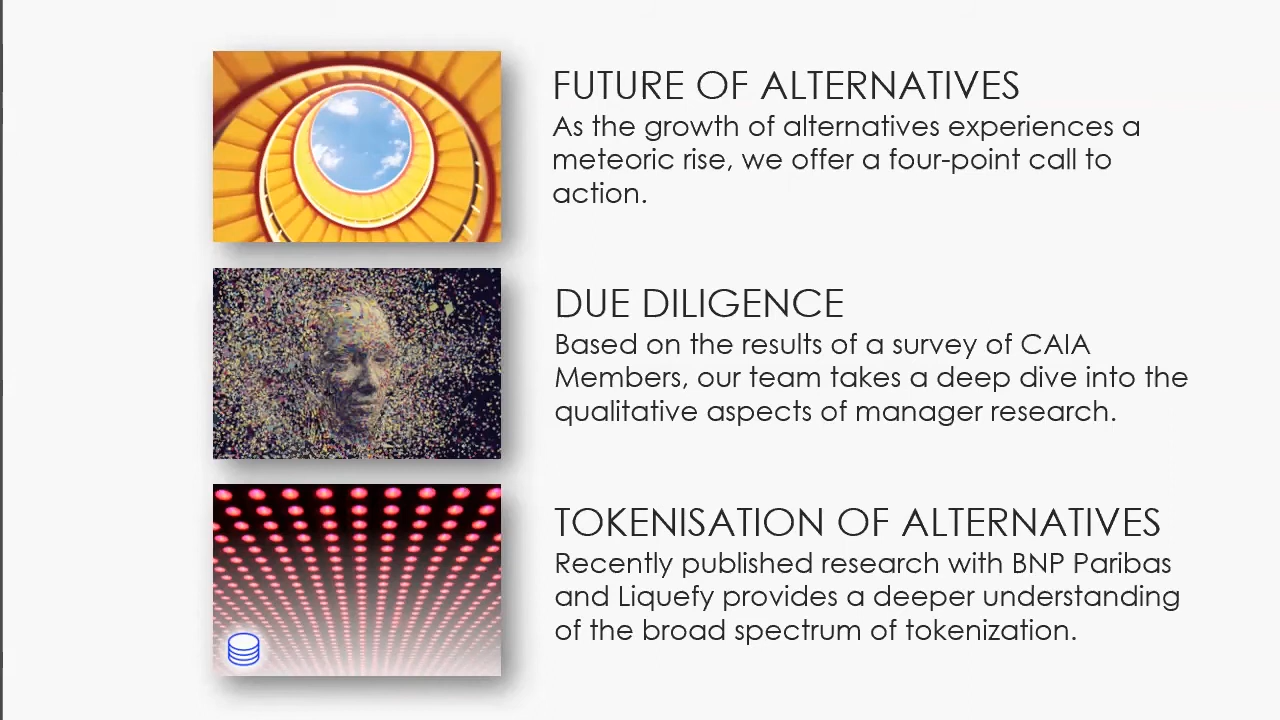 FUTURE OF ALTERNATIVES
As the growth of alternatives experiences a
meteoric rise, we offer a four-point call to
action.
DUE DILIGENCE
Based on the results of a survey of CAIA
Members, our team takes a deep dive into the
qualitative aspects of manager research.
TOKENISATION OF ALTERNATIVES
Recently published research with BNP Paribas
and Liquefy provides a deeper understanding
of the broad spectrum of tokenization.